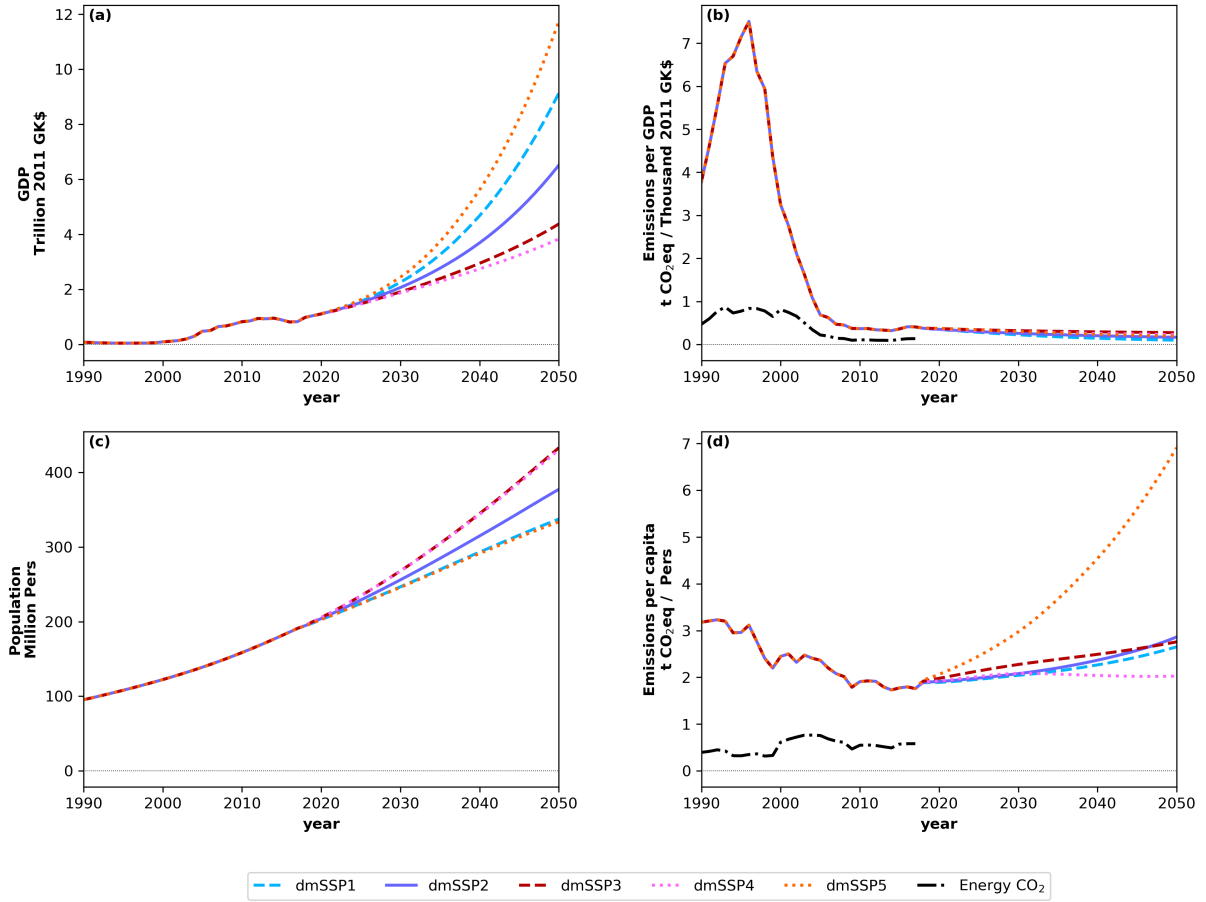 (a)
GDP
Trillion 2011 GK$
12
10
8
6
4
2
0
1990 2000 2010 2020 2030 2040 2050
year
(b)
Emissions per GDP
t CO₂eq / Thousand 2011 GK$
7
6
5
4
3
2
1
0
1990 2000 2010 2020 2030 2040 2050
year
(c)
Population
Million Pers
400
300
200
100
0
1990 2000 2010 2020 2030 2040 2050
year
(d)
Emissions per capita
t CO₂eq / Pers
7
6
5
4
3
2
1
0
1990 2000 2010 2020 2030 2040 2050
year
dmSSP1 dmSSP2 dmSSP3 dmSSP4 dmSSP5 Energy CO₂